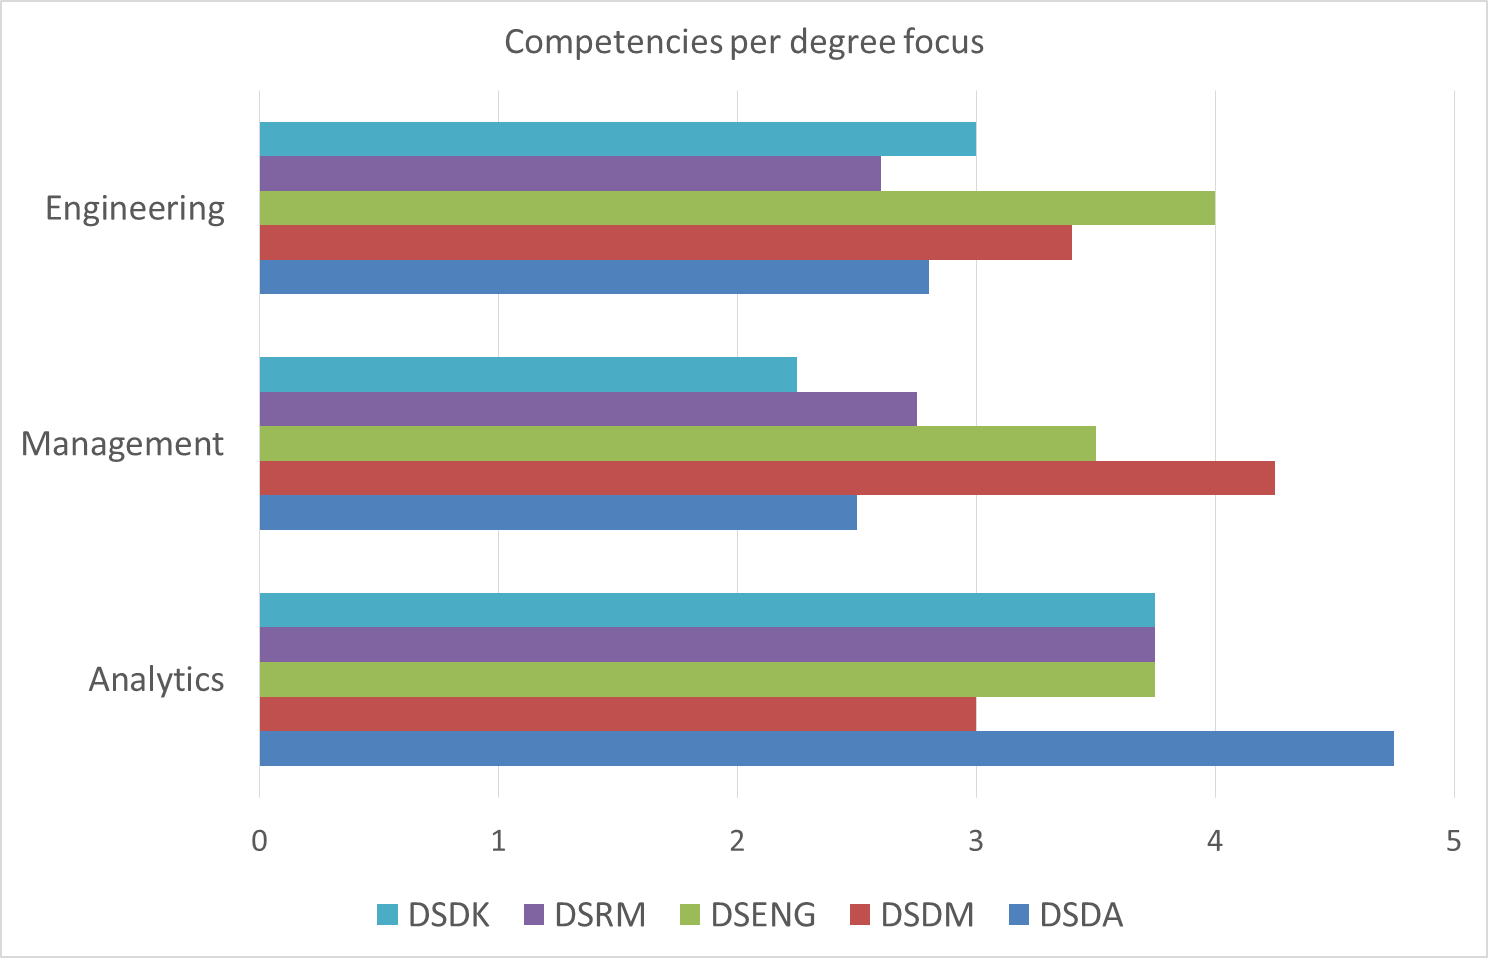 Competencies per degree focus
Engineering
Management
Analytics
0 1 2 3 4 5
DSDK DSRM DSENG DSDM DSDA